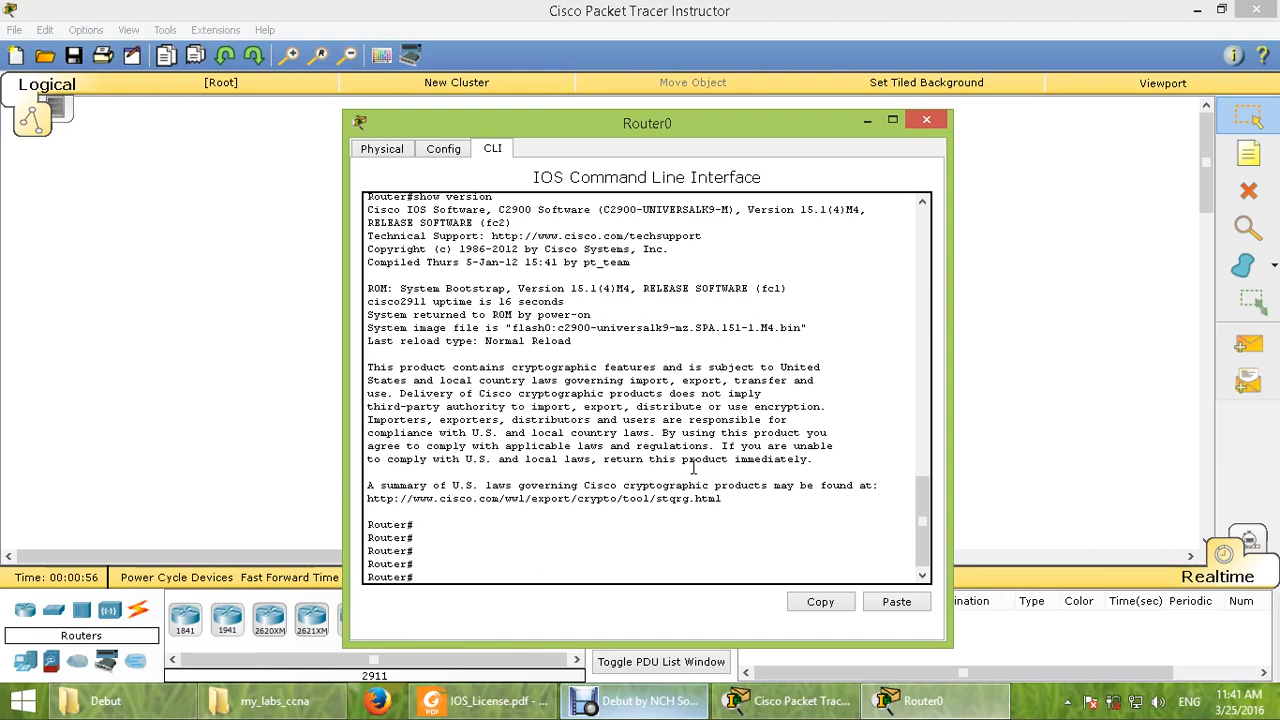 Cisco Packet Tracer Instructor
File Edit Options View Tools Extensions Help
Logical
[Root]
New Cluster
Move Object
Set Tiled Background
Viewport
Router0
Physical
Config
CLI
IOS Command Line Interface
Router#show version
Cisco IOS Software, C2900 Software (C2900-UNIVERSALK9-M), Version 15.1(4)M4,
RELEASE SOFTWARE (fc2)
Technical Support: http://www.cisco.com/techsupport
Copyright (c) 1986-2012 by Cisco Systems, Inc.
Compiled Thurs 5-Jan-12 15:41 by pt_team
ROM: System Bootstrap, Version 15.1(4)M4, RELEASE SOFTWARE (fc1)
cisco2911 uptime is 16 seconds
System returned to ROM by power-on
System image file is "flash0:c2900-universalk9-mz.SPA.151-1.M4.bin"
Last reload type: Normal Reload
This product contains cryptographic features and is subject to United
States and local country laws governing import, export, transfer and
use. Delivery of Cisco cryptographic products does not imply
third-party authority to import, export, distribute or use encryption.
Importers, exporters, distributors and users are responsible for
compliance with U.S. and local country laws. By using this product you
agree to comply with applicable laws and regulations. If you are unable
to comply with U.S. and local laws, return this product immediately.
A summary of U.S. laws governing Cisco cryptographic products may be found at:
http://www.cisco.com/wwl/export/crypto/tool/stqrg.html
Router#
Router#
Router#
Router#
Router#
Copy
Paste
Time: 00:00:56
Power Cycle Devices Fast Forward Time
Realtime
Routers
1841
1941
2620XM
2621XM
2911
Toggle PDU List Window
ination Type Color Time(sec) Periodic Num
Debut
my_labs_ccna
IOS_License.pdf - ...
Debut by NCH So...
Cisco Packet Trac...
Router0
ENG
11:41 AM
3/25/2016